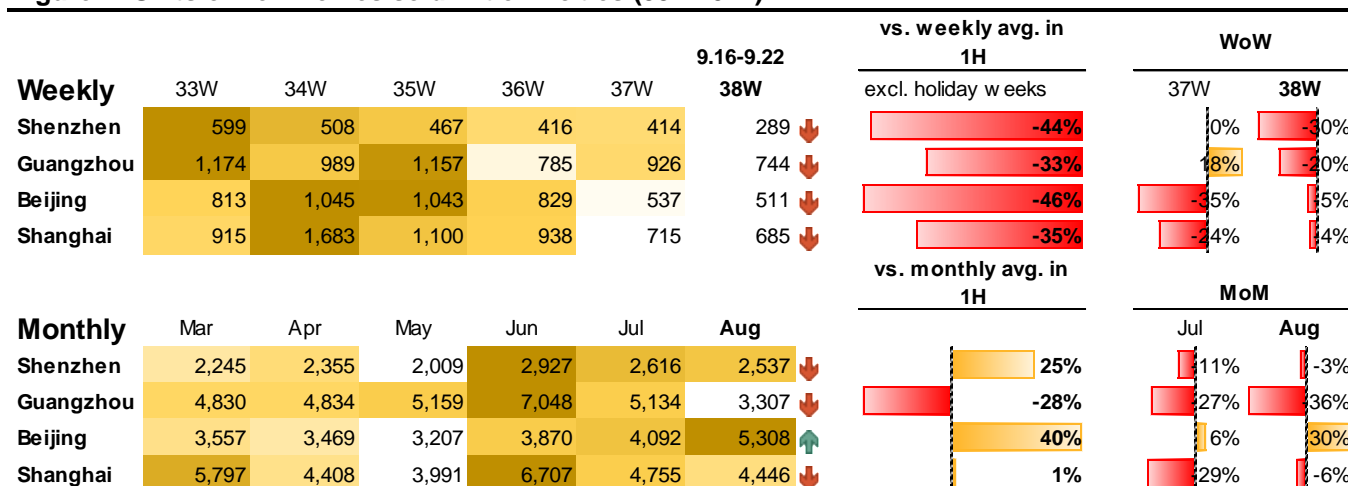 vs. weekly avg. in 1H WoW
9.16-9.22
Weekly 33W 34W 35W 36W 37W 38W excl. holiday weeks 37W 38W
Shenzhen 599 508 467 416 414 289 -44% 0% -30%
Guangzhou 1,174 989 1,157 785 926 744 -33% 18% -20%
Beijing 813 1,045 1,043 829 537 511 -46% -35% -5%
Shanghai 915 1,683 1,100 938 715 685 -35% -24% -4%
vs. monthly avg. in 1H MoM
Monthly Mar Apr May Jun Jul Aug Jul Aug
Shenzhen 2,245 2,355 2,009 2,927 2,616 2,537 25% -11% -3%
Guangzhou 4,830 4,834 5,159 7,048 5,134 3,307 -28% -27% -36%
Beijing 3,557 3,469 3,207 3,870 4,092 5,308 40% 6% 30%
Shanghai 5,797 4,408 3,991 6,707 4,755 4,446 1% -29% -6%